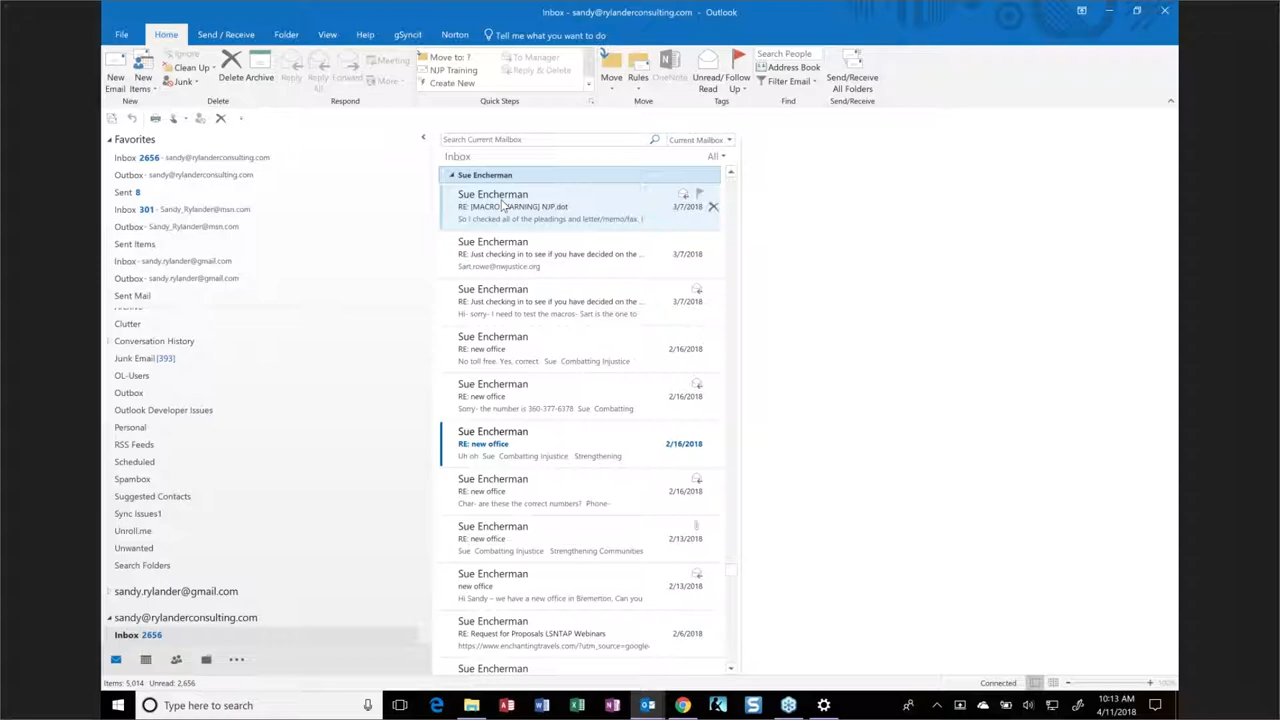 Inbox - sandy@rylanderconsulting.com - Outlook
File Home Send / Receive Folder View Help gSyncit Norton Tell me what you want to do
New Email
New Items
Ignore
Clean Up
Junk
Delete
Archive
Reply
Reply All
Forward
Meeting
More
Move to: ?
NJP Training
Create New
To Manager
Reply & Delete
Move
Rules
OneNote
Unread/ Read
Follow Up
Search People
Address Book
Filter Email
Send/Receive All Folders
New Delete Respond Quick Steps Move Tags Find Send/Receive
Favorites
Inbox 2656 - sandy@rylanderconsulting.com
Outbox - sandy@rylanderconsulting.com
Sent 8
Inbox 301 - Sandy_Rylander@msn.com
Outbox - Sandy_Rylander@msn.com
Sent Items
Inbox - sandy.rylander@gmail.com
Outbox - sandy.rylander@gmail.com
Sent Mail
Archive
Clutter
Conversation History
Junk Email [393]
OL-Users
Outbox
Outlook Developer Issues
Personal
RSS Feeds
Scheduled
Spambox
Suggested Contacts
Sync Issues1
Unroll.me
Unwanted
Search Folders
sandy.rylander@gmail.com
sandy@rylanderconsulting.com
Inbox 2656
Search Current Mailbox Current Mailbox
Inbox All
Sue Encherman
Sue Encherman
RE: [MACRO WARNING] NJP.dot 3/7/2018
So I checked all of the pleadings and letter/memo/fax. I
Sue Encherman
RE: Just checking in to see if you have decided on the ... 3/7/2018
Sart.rowe@nwjustice.org
Sue Encherman
RE: Just checking in to see if you have decided on the ... 3/7/2018
Hi- sorry- I need to test the macros- Sart is the one to
Sue Encherman
RE: new office 2/16/2018
No toll free. Yes, correct. Sue Combatting Injustice
Sue Encherman
RE: new office 2/16/2018
Sorry- the number is 360-377-6378 Sue Combatting
Sue Encherman
RE: new office 2/16/2018
Uh oh Sue Combatting Injustice Strengthening
Sue Encherman
RE: new office 2/16/2018
Char- are these the correct numbers? Phone-
Sue Encherman
RE: new office 2/13/2018
Sue Combatting Injustice Strengthening Communities
Sue Encherman
new office 2/13/2018
Hi Sandy – we have a new office in Bremerton. Can you
Sue Encherman
RE: Request for Proposals LSNTAP Webinars 2/6/2018
https://www.enchantingtravels.com/?utm_source=google-
Sue Encherman
Items: 5,014 Unread: 2,656 Connected 100%
Type here to search
10:13 AM
4/11/2018